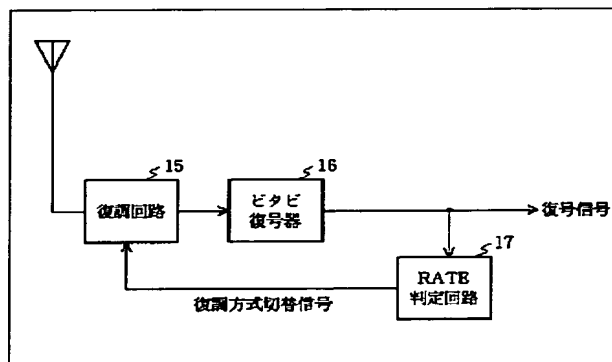 15
復調回路
16
ビタビ
復号器
復号信号
17
RATE
判定回路
復調方式切替信号